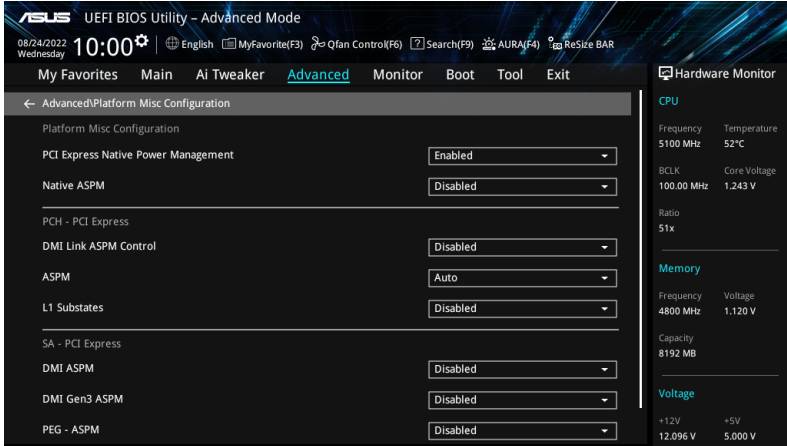 ASUS UEFI BIOS Utility – Advanced Mode
08/24/2022 Wednesday 10:00 English MyFavorite(F3) Qfan Control(F6) ? Search(F9) AURA(F4) ReSize BAR
My Favorites Main Ai Tweaker Advanced Monitor Boot Tool Exit
← Advanced\Platform Misc Configuration
Platform Misc Configuration
PCI Express Native Power Management Enabled
Native ASPM Disabled
PCH - PCI Express
DMI Link ASPM Control Disabled
ASPM Auto
L1 Substates Disabled
SA - PCI Express
DMI ASPM Disabled
DMI Gen3 ASPM Disabled
PEG - ASPM Disabled
Hardware Monitor
CPU
Frequency Temperature
5100 MHz 52°C
BCLK Core Voltage
100.00 MHz 1.243 V
Ratio
51x
Memory
Frequency Voltage
4800 MHz 1.120 V
Capacity
8192 MB
Voltage
+12V +5V
12.096 V 5.000 V